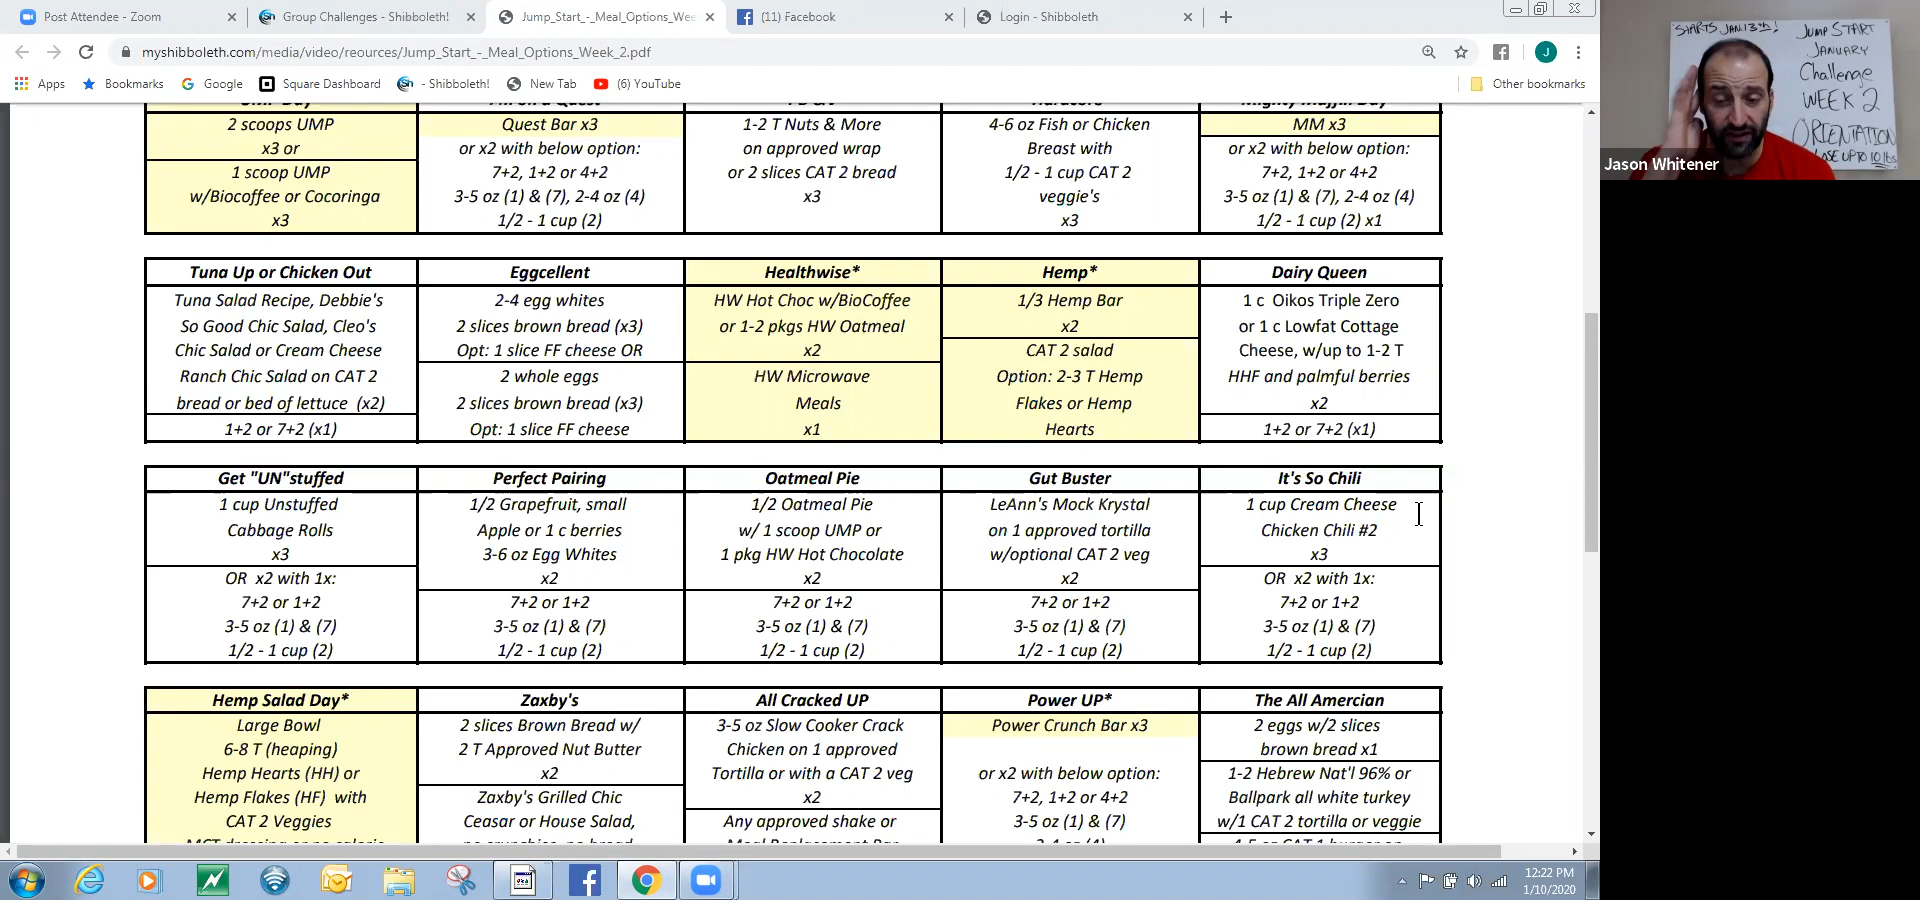 Post Attendee - Zoom
Group Challenges - Shibboleth!
Jump_Start_-_Meal_Options_Wee
(11) Facebook
Login - Shibboleth
myshibboleth.com/media/video/reources/Jump_Start_-_Meal_Options_Week_2.pdf
Apps
Bookmarks
Google
Square Dashboard
- Shibboleth!
New Tab
(6) YouTube
Other bookmarks
2 scoops UMP
x3 or
1 scoop UMP
w/Biocoffee or Cocoringa
x3
Quest Bar x3
or x2 with below option:
7+2, 1+2 or 4+2
3-5 oz (1) & (7), 2-4 oz (4)
1/2 - 1 cup (2)
1-2 T Nuts & More
on approved wrap
or 2 slices CAT 2 bread
x3
Hardcore
4-6 oz Fish or Chicken
Breast with
1/2 - 1 cup CAT 2
veggie's
x3
Mighty Muffin Day
MM x3
or x2 with below option:
7+2, 1+2 or 4+2
3-5 oz (1) & (7), 2-4 oz (4)
1/2 - 1 cup (2) x1
Tuna Up or Chicken Out
Tuna Salad Recipe, Debbie's
So Good Chic Salad, Cleo's
Chic Salad or Cream Cheese
Ranch Chic Salad on CAT 2
bread or bed of lettuce (x2)
1+2 or 7+2 (x1)
Eggcellent
2-4 egg whites
2 slices brown bread (x3)
Opt: 1 slice FF cheese OR
2 whole eggs
2 slices brown bread (x3)
Opt: 1 slice FF cheese
Healthwise*
HW Hot Choc w/BioCoffee
or 1-2 pkgs HW Oatmeal
x2
HW Microwave
Meals
x1
Hemp*
1/3 Hemp Bar
x2
CAT 2 salad
Option: 2-3 T Hemp
Flakes or Hemp
Hearts
Dairy Queen
1 c Oikos Triple Zero
or 1 c Lowfat Cottage
Cheese, w/up to 1-2 T
HHF and palmful berries
x2
1+2 or 7+2 (x1)
Get "UN"stuffed
1 cup Unstuffed
Cabbage Rolls
x3
OR x2 with 1x:
7+2 or 1+2
3-5 oz (1) & (7)
1/2 - 1 cup (2)
Perfect Pairing
1/2 Grapefruit, small
Apple or 1 c berries
3-6 oz Egg Whites
x2
7+2 or 1+2
3-5 oz (1) & (7)
1/2 - 1 cup (2)
Oatmeal Pie
1/2 Oatmeal Pie
w/ 1 scoop UMP or
1 pkg HW Hot Chocolate
x2
7+2 or 1+2
3-5 oz (1) & (7)
1/2 - 1 cup (2)
Gut Buster
LeAnn's Mock Krystal
on 1 approved tortilla
w/optional CAT 2 veg
x2
7+2 or 1+2
3-5 oz (1) & (7)
1/2 - 1 cup (2)
It's So Chili
1 cup Cream Cheese
Chicken Chili #2
x3
OR x2 with 1x:
7+2 or 1+2
3-5 oz (1) & (7)
1/2 - 1 cup (2)
Hemp Salad Day*
Large Bowl
6-8 T (heaping)
Hemp Hearts (HH) or
Hemp Flakes (HF) with
CAT 2 Veggies
Zaxby's
2 slices Brown Bread w/
2 T Approved Nut Butter
x2
Zaxby's Grilled Chic
Ceasar or House Salad,
All Cracked UP
3-5 oz Slow Cooker Crack
Chicken on 1 approved
Tortilla or with a CAT 2 veg
x2
Any approved shake or
Power UP*
Power Crunch Bar x3
or x2 with below option:
7+2, 1+2 or 4+2
3-5 oz (1) & (7)
The All Amercian
2 eggs w/2 slices
brown bread x1
1-2 Hebrew Nat'l 96% or
Ballpark all white turkey
w/1 CAT 2 tortilla or veggie
STARTS JAN.13th!
JUMP START
JANUARY
Challenge
WEEK 2
ORIENTATION
LOSE UP TO 10 lbs
Jason Whitener
12:22 PM
1/10/2020